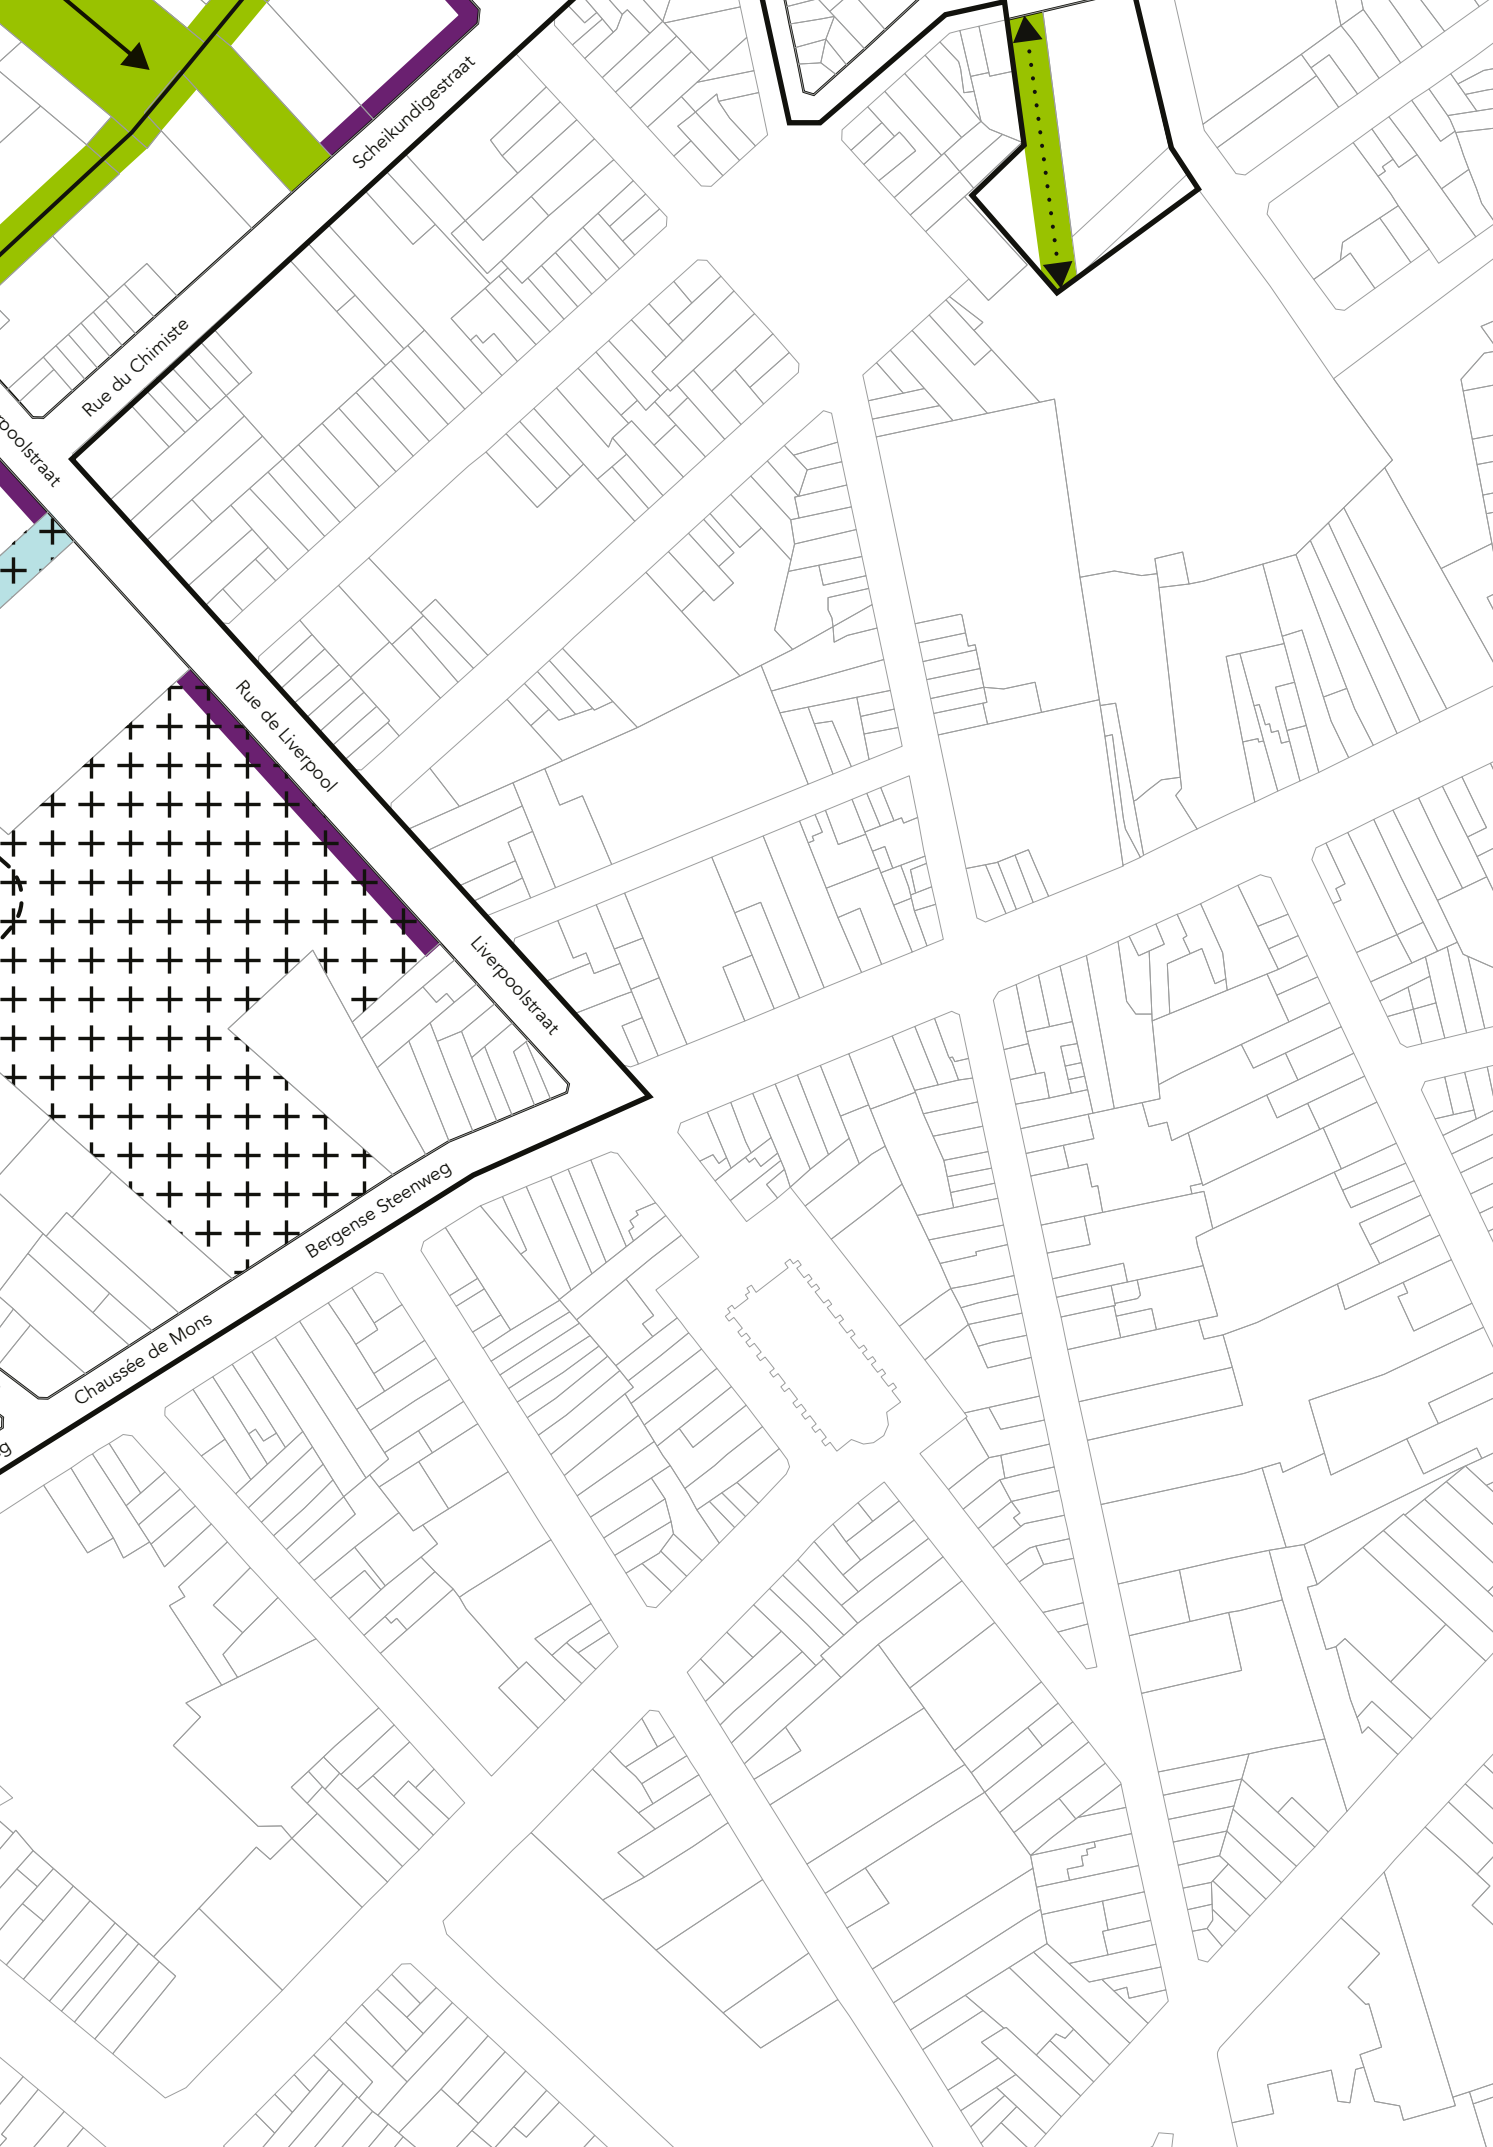 Scheikundigestraat
Rue du Chimiste
poolstraat
Rue de Liverpool
Liverpoolstraat
Bergense Steenweg
Chaussée de Mons
g